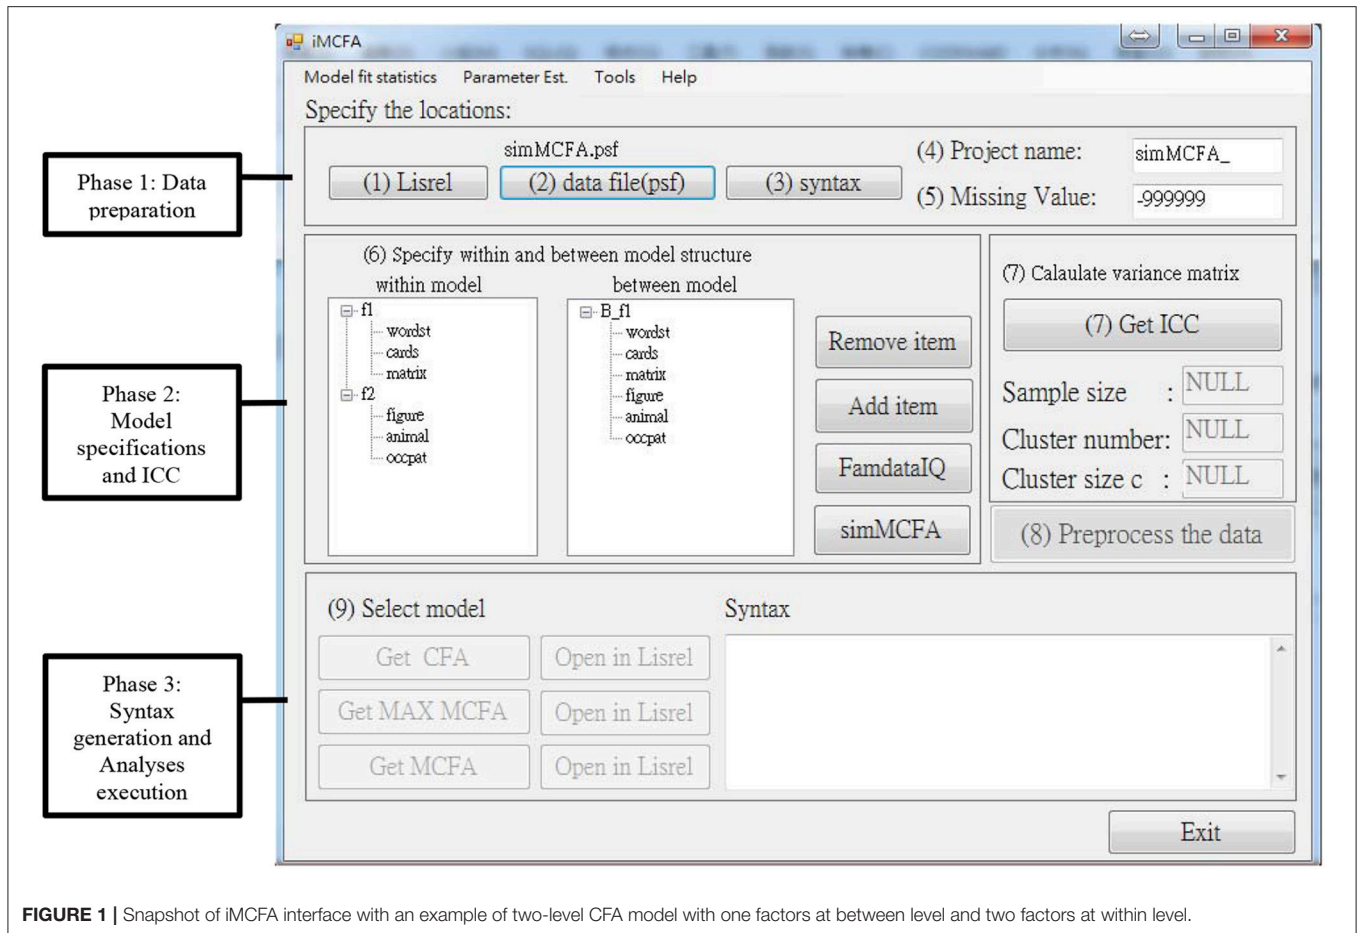 iMCFA
Model fit statistics Parameter Est. Tools Help
Specify the locations:
Phase 1: Data
preparation
simMCFA.psf
(1) Lisrel (2) data file(psf) (3) syntax
(4) Project name: simMCFA_
(5) Missing Value: -999999
Phase 2:
Model
specifications
and ICC
(6) Specify within and between model structure
within model
f1
wordst
cards
matrix
f2
figure
animal
occpat
between model
B_f1
wordst
cards
matrix
figure
animal
occpat
Remove item
Add item
FamdataIQ
simMCFA
(7) Calaulate variance matrix
(7) Get ICC
Sample size : NULL
Cluster number: NULL
Cluster size c : NULL
(8) Preprocess the data
Phase 3:
Syntax
generation and
Analyses
execution
(9) Select model
Get CFA Open in Lisrel
Get MAX MCFA Open in Lisrel
Get MCFA Open in Lisrel
Syntax
Exit
FIGURE 1 | Snapshot of iMCFA interface with an example of two-level CFA model with one factors at between level and two factors at within level.